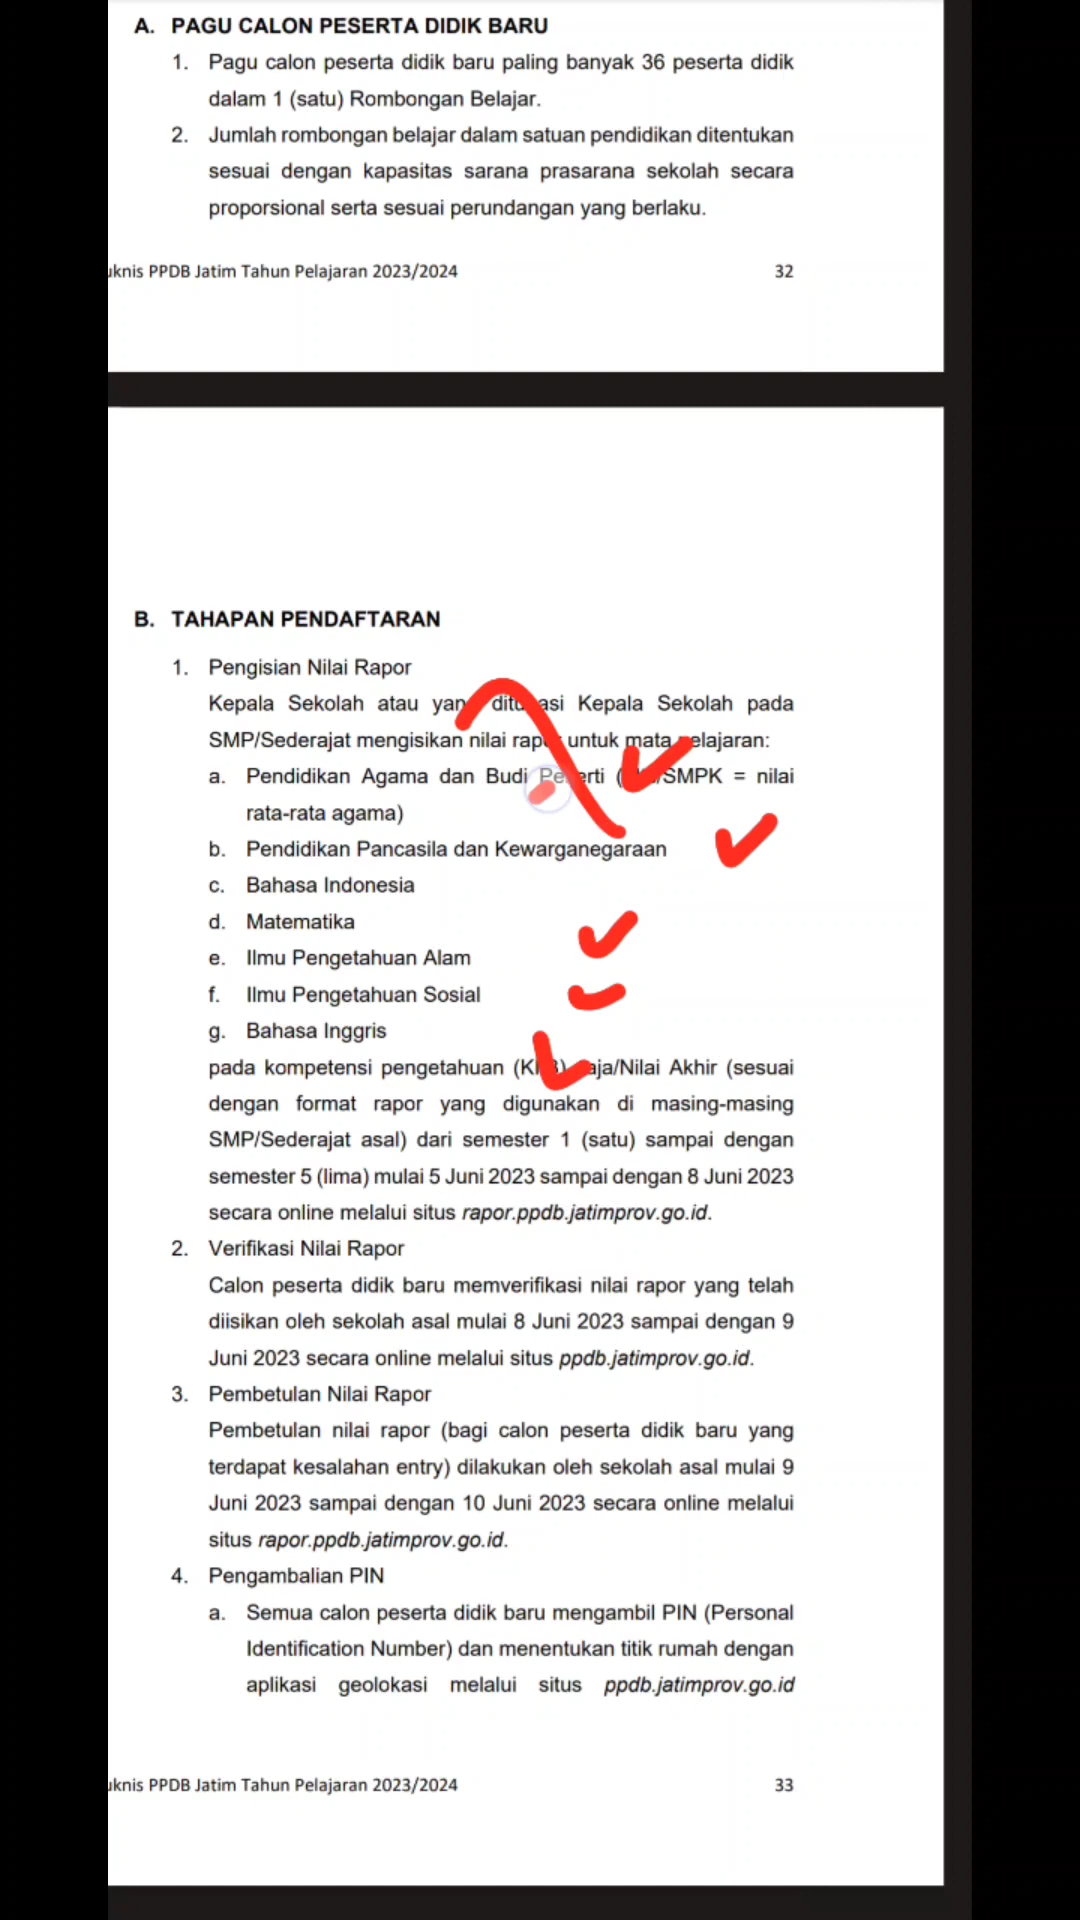 A. PAGU CALON PESERTA DIDIK BARU
1. Pagu calon peserta didik baru paling banyak 36 peserta didik
dalam 1 (satu) Rombongan Belajar.
2. Jumlah rombongan belajar dalam satuan pendidikan ditentukan
sesuai dengan kapasitas sarana prasarana sekolah secara
proporsional serta sesuai perundangan yang berlaku.
PPDB Jatim Tahun Pelajaran 2023/2024 32
B. TAHAPAN PENDAFTARAN
1. Pengisian Nilai Rapor
Kepala Sekolah atau Kepala Sekolah pada
SMP/Sederajat mengisikan nilai untuk mata
a. Pendidikan Agama dan Budi = nilai
rata-rata agama)
b. Pendidikan Pancasila dan Kewarganegaraan
c. Bahasa Indonesia
d. Matematika
e. Ilmu Pengetahuan Alam
f. Ilmu Pengetahuan Sosial
g. Bahasa Inggris
pada kompetensi pengetahuan Akhir (sesuai
dengan format rapor yang digunakan di masing-masing
SMP/Sederajat asal) dari semester 1 (satu) sampai dengan
semester 5 (lima) mulai 5 Juni 2023 sampai dengan 8 Juni 2023
secara online melalui situs rapor.ppdb.jatimprov.go.id.
2. Verifikasi Nilai Rapor
Calon peserta didik baru memverifikasi nilai rapor yang telah
diisikan oleh sekolah asal mulai 8 Juni 2023 sampai dengan 9
Juni 2023 secara online melalui situs ppdb.jatimprov.go.id.
3. Pembetulan Nilai Rapor
Pembetulan nilai rapor (bagi calon peserta didik baru yang
terdapat kesalahan entry) dilakukan oleh sekolah asal mulai 9
Juni 2023 sampai dengan 10 Juni 2023 secara online melalui
situs rapor.ppdb.jatimprov.go.id.
4. Pengambalian PIN
a. Semua calon peserta didik baru mengambil PIN (Personal
Identification Number) dan menentukan titik rumah dengan
aplikasi geolokasi melalui situs ppdb.jatimprov.go.id
PPDB Jatim Tahun Pelajaran 2023/2024 33